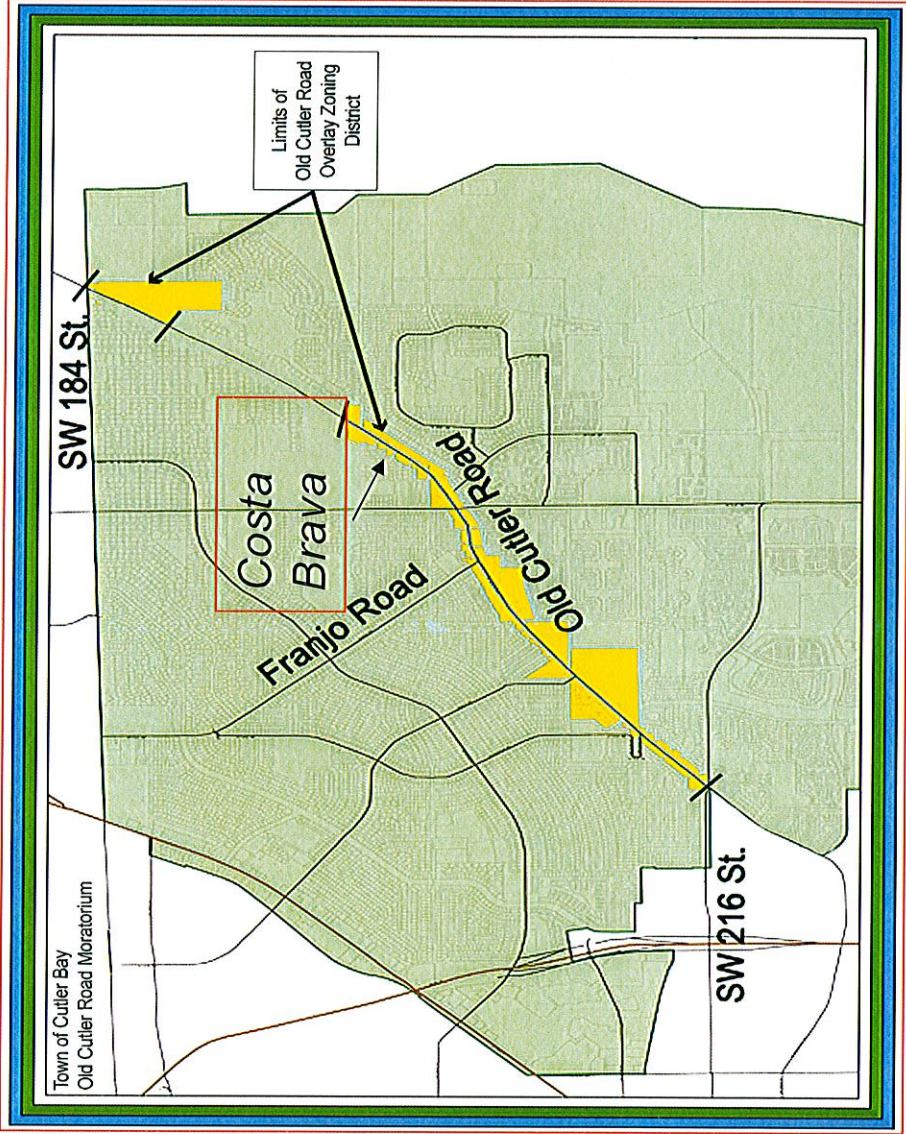 Town of Cutler Bay
Old Cutler Road Moratorium
SW 184 St.
Limits of
Old Cutler Road
Overlay Zoning
District
Costa
Brava
Franjo Road
Old Cutler Road
SW 216 St.